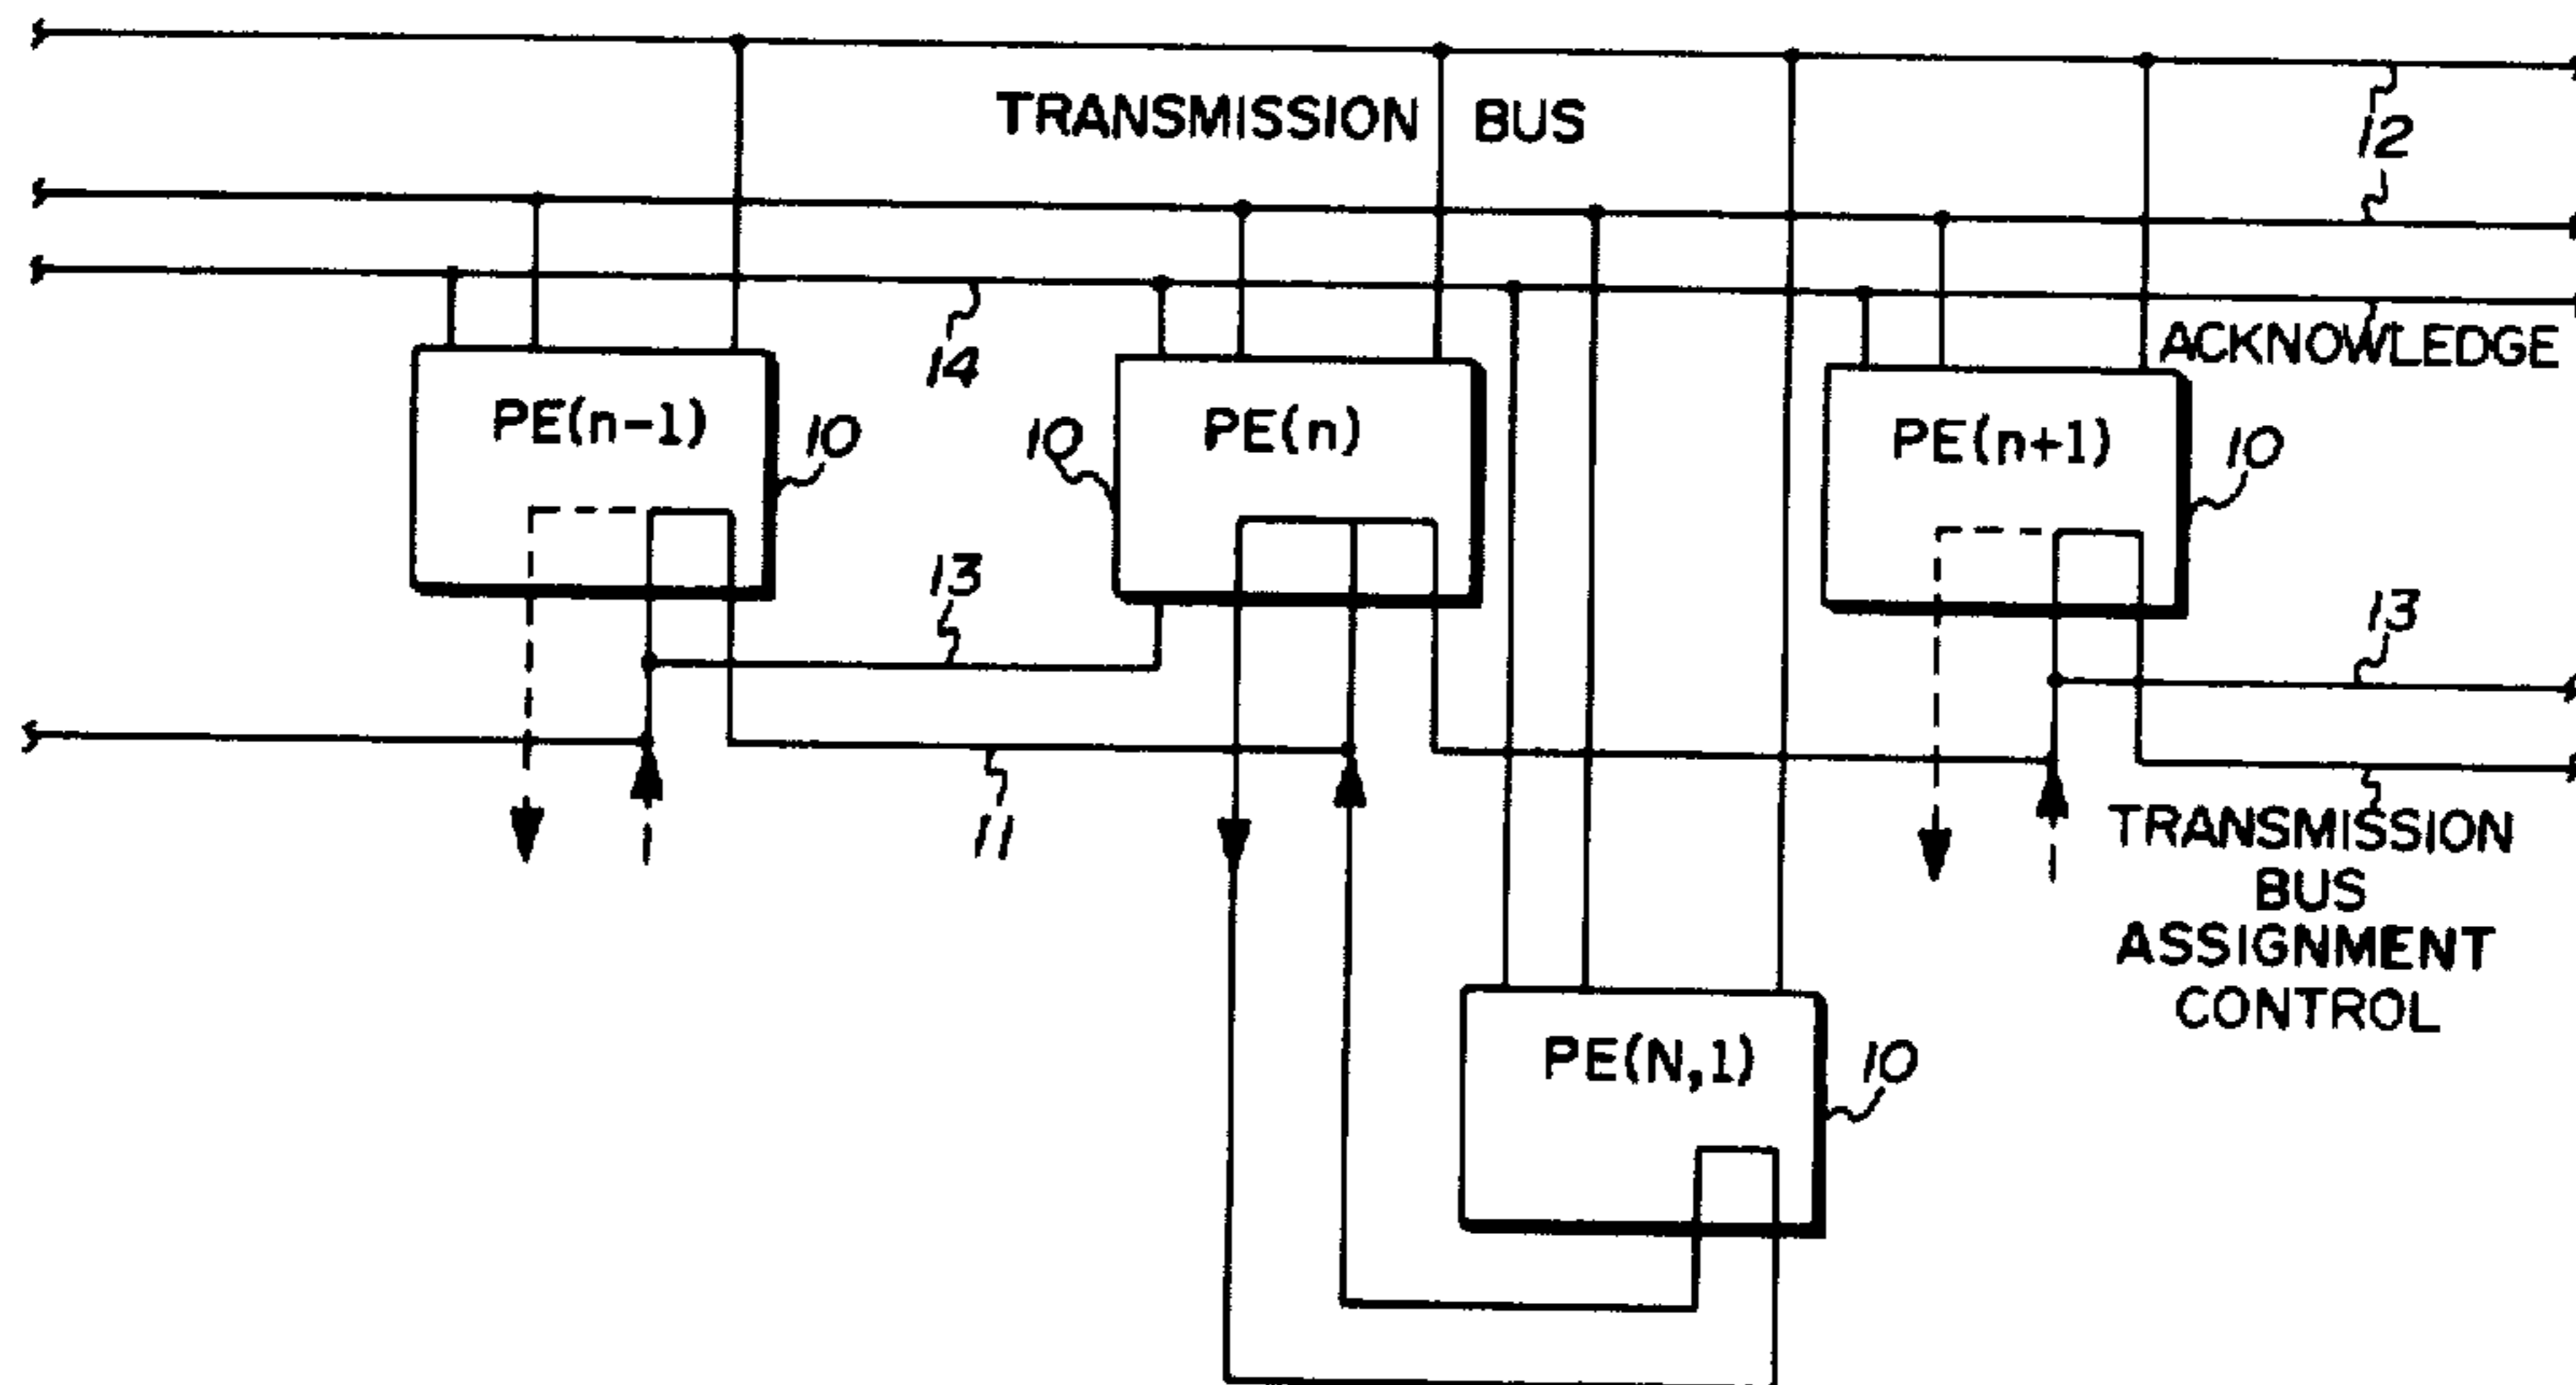 TRANSMISSION BUS
12
14
ACKNOWLEDGE
PE(n-1)
10
10
PE(n)
PE(n+1)
10
13
13
11
TRANSMISSION
BUS
ASSIGNMENT
CONTROL
PE(N,1)
10